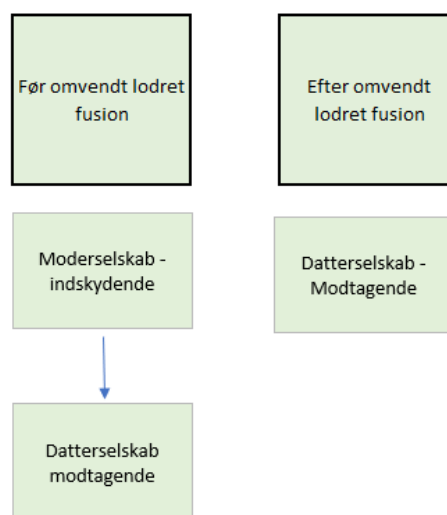 Før omvendt lodret
fusion
Efter omvendt
lodret fusion
Moderselskab -
indskydende
Datterselskab -
Modtagende
Datterselskab
modtagende